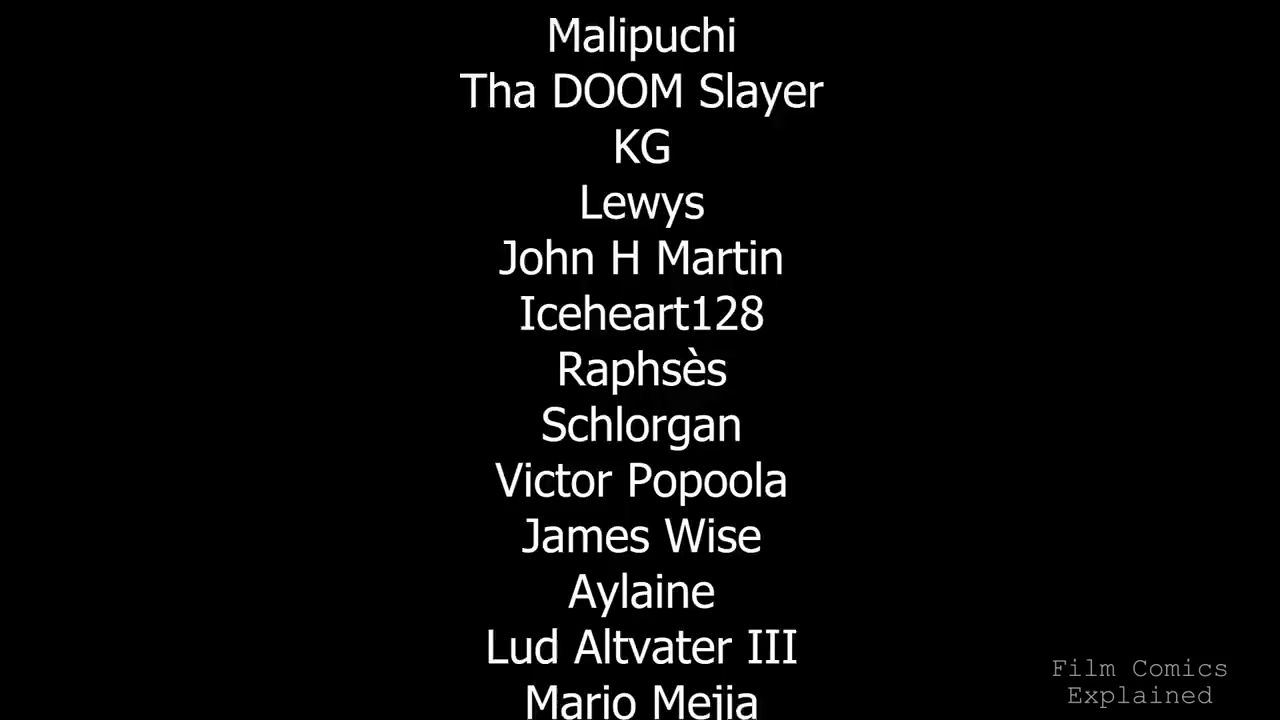 Malipuchi
Tha DOOM Slayer
KG
Lewys
John H Martin
Iceheart128
Raphsès
Schlorgan
Victor Popoola
James Wise
Aylaine
Lud Altvater III
Mario Mejia
Film Comics
Explained